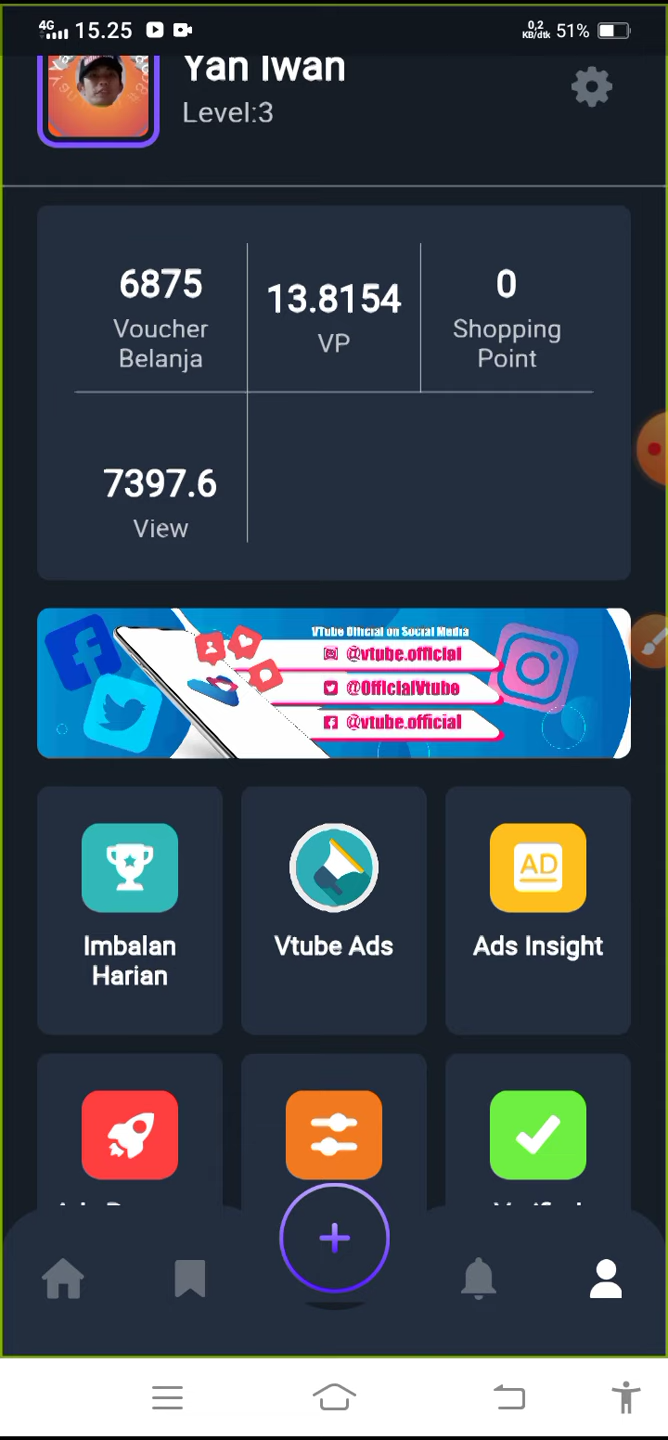 4G 15.25 0,2 KB/dtk 51%
Yan Iwan
Level:3
6875
Voucher
Belanja
13.8154
VP
0
Shopping
Point
7397.6
View
VTube Official on Social Media
@vtube.official
@OfficialVtube
@vtube.official
Imbalan
Harian
Vtube Ads
AD
Ads Insight